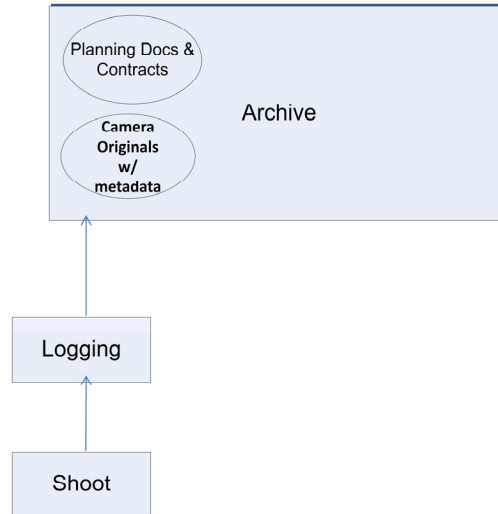 Planning Docs &
Contracts
Archive
Camera
Originals
w/
metadata
Logging
Shoot